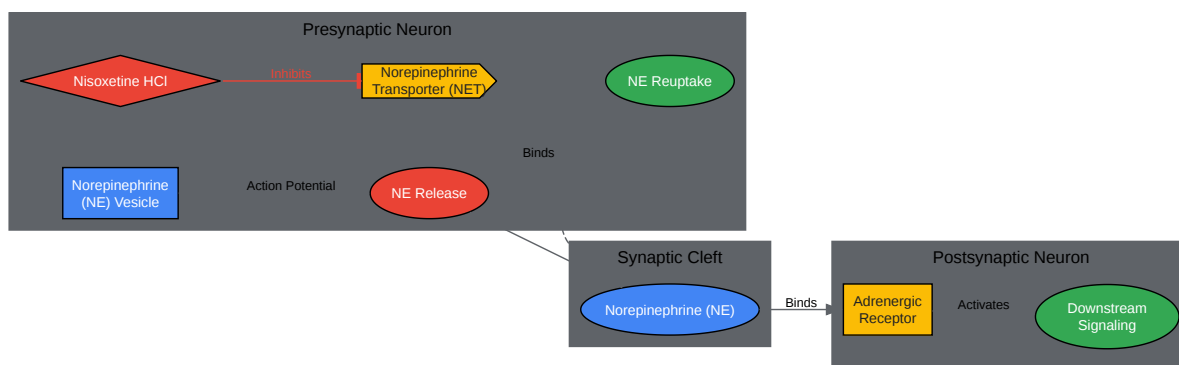 Presynaptic Neuron
Nisoxetine HCl
Inhibits
Norepinephrine
Transporter (NET)
NE Reuptake
Binds
Norepinephrine
(NE) Vesicle
Action Potential
NE Release
Synaptic Cleft
Norepinephrine (NE)
Binds
Postsynaptic Neuron
Adrenergic
Receptor
Activates
Downstream
Signaling